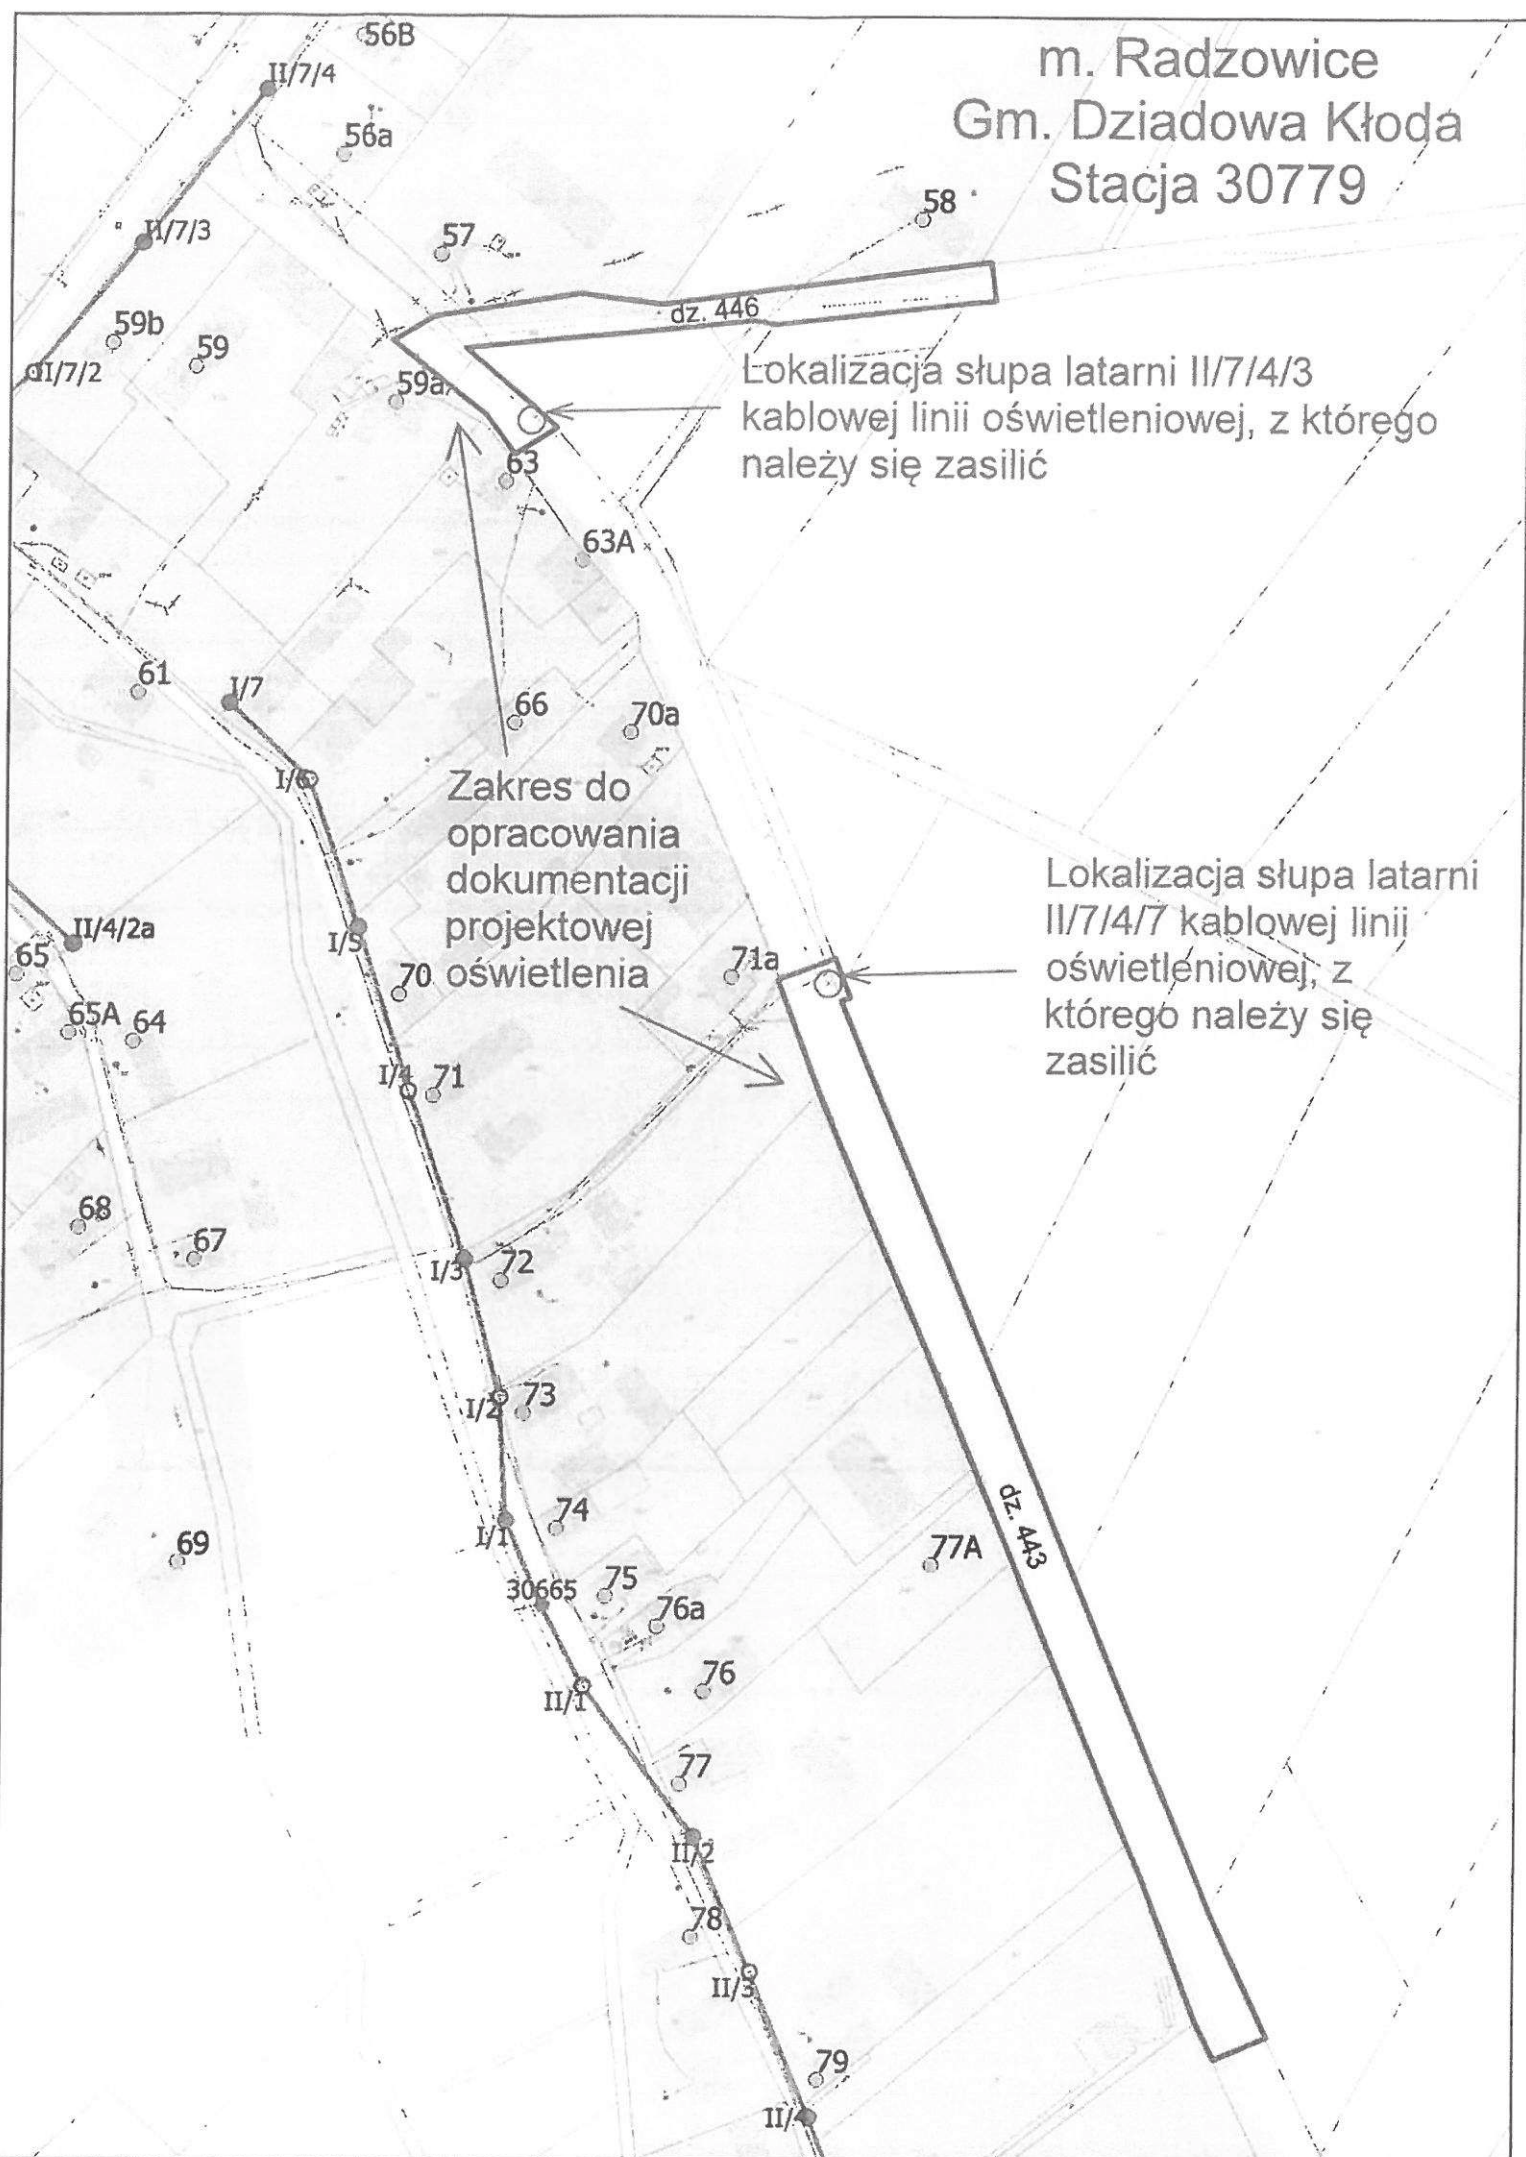 m. Radzowice
Gm. Dziadowa Kłoda
Stacja 30779
56B
II/7/4
56a
58
II/7/3
57
dz. 446
59b
59
II/7/2
59a
Lokalizacja słupa latarni II/7/4/3
kablowej linii oświetleniowej, z którego
należy się zasilić
63
63A
61
I/7
66
70a
I/6
Zakres do
opracowania
dokumentacji
projektowej
oświetlenia
Lokalizacja słupa latarni
II/7/4/7 kablowej linii
oświetleniowej, z
którego należy się
zasilić
II/4/2a
I/5
65
70
71a
65A
64
I/4
71
68
67
I/3
72
I/2
73
dz. 443
I/1
74
69
77A
30665
75
76a
II/1
76
77
II/2
78
II/3
79
II/4